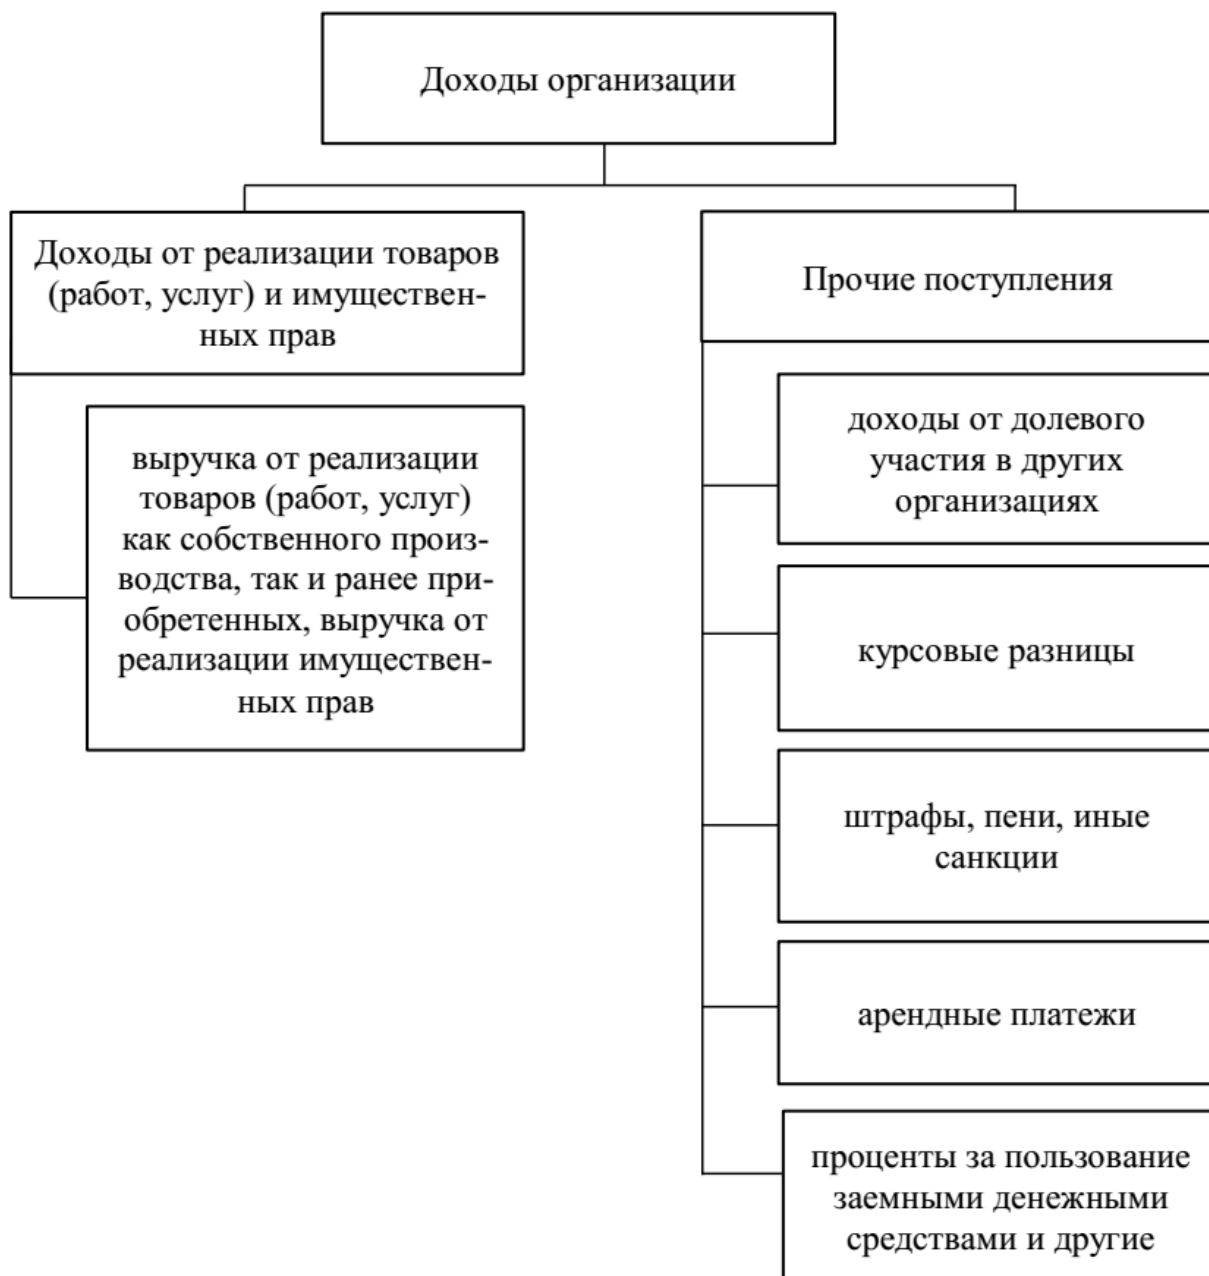 Доходы организации
Доходы от реализации товаров
(работ, услуг) и имуществен-
ных прав
Прочие поступления
выручка от реализации
товаров (работ, услуг)
как собственного произ-
водства, так и ранее при-
обретенных, выручка от
реализации имуществен-
ных прав
доходы от долевого
участия в других
организациях
курсовые разницы
штрафы, пени, иные
санкции
арендные платежи
проценты за пользование
заемными денежными
средствами и другие